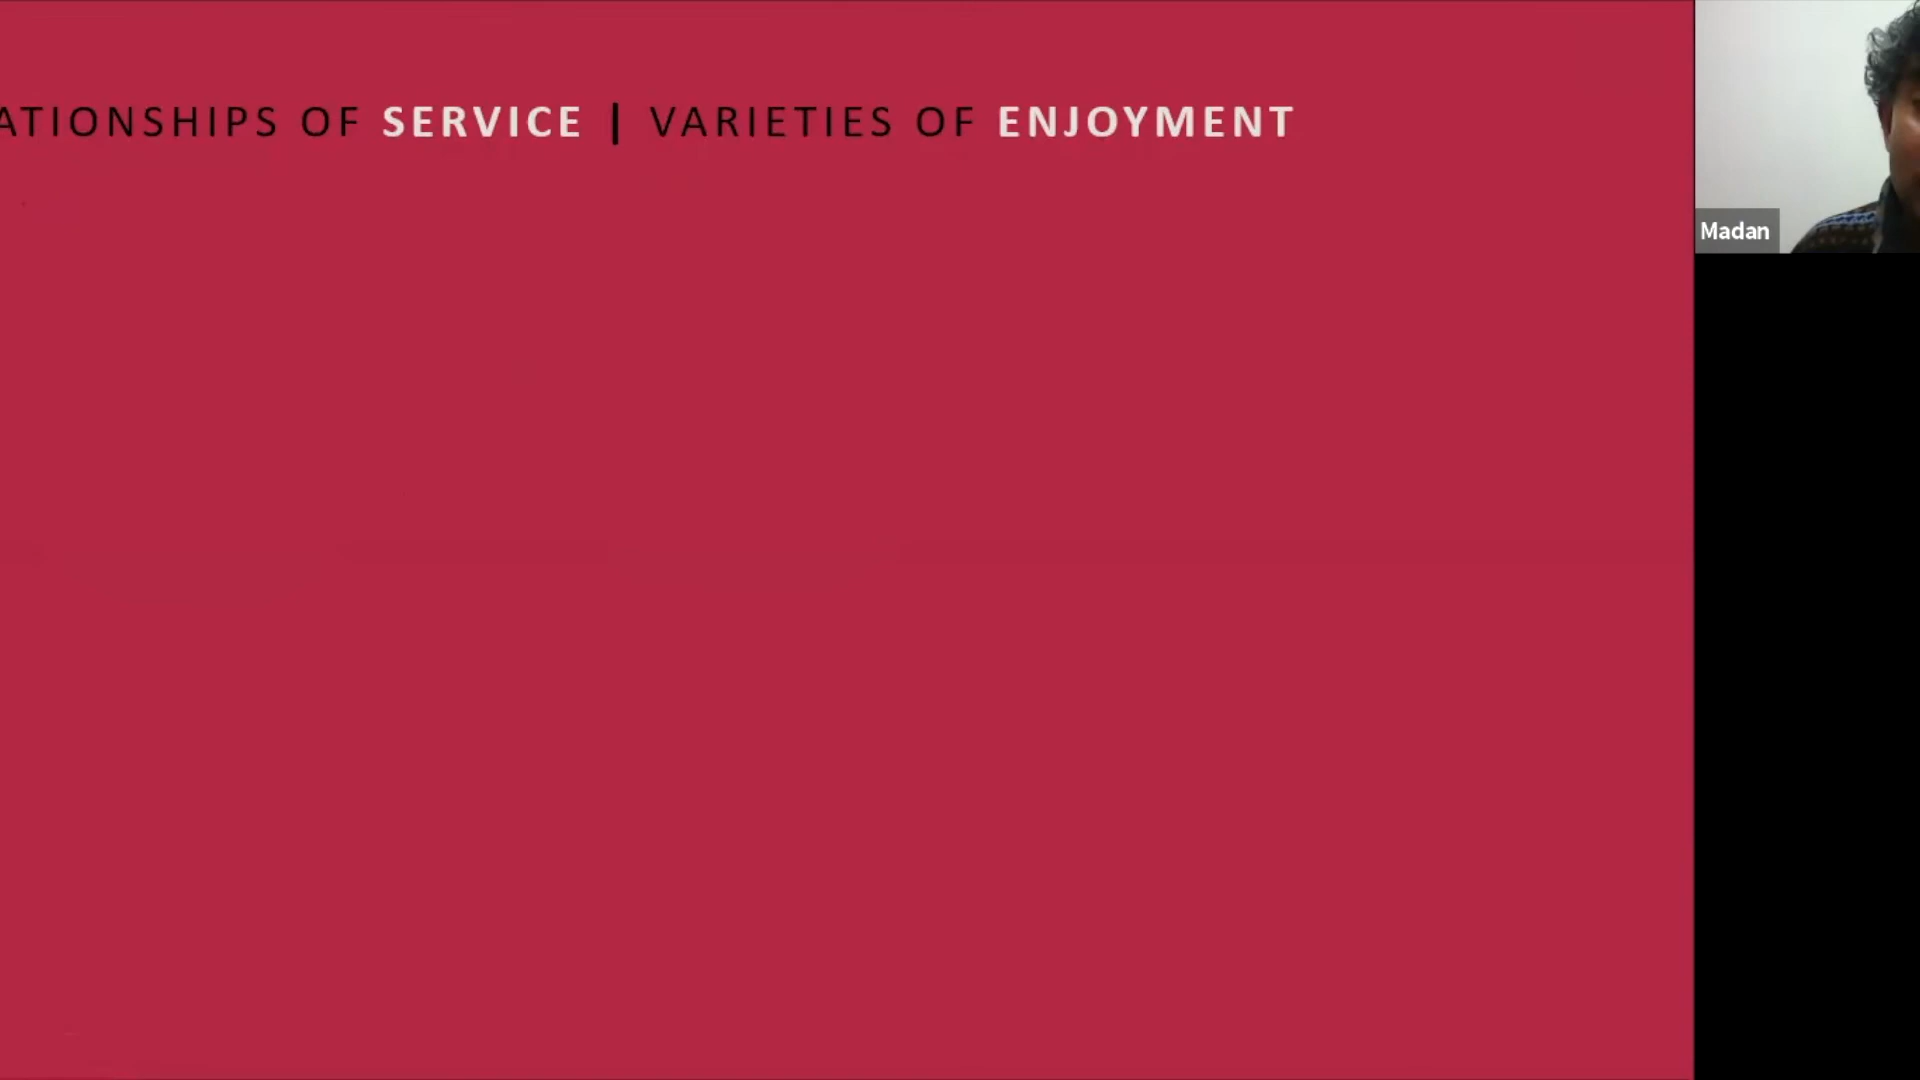 ATIONSHIPS OF SERVICE | VARIETIES OF ENJOYMENT
Madan